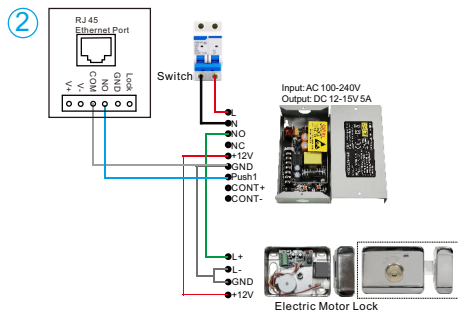 2
RJ 45
Ethernet Port
V+
V-
COM
NO
GND
Lock
Switch
Input: AC 100-240V
Output: DC 12-15V 5A
L
N
NO
NC
+12V
GND
Push1
CONT+
CONT-
L+
L-
GND
+12V
Electric Motor Lock